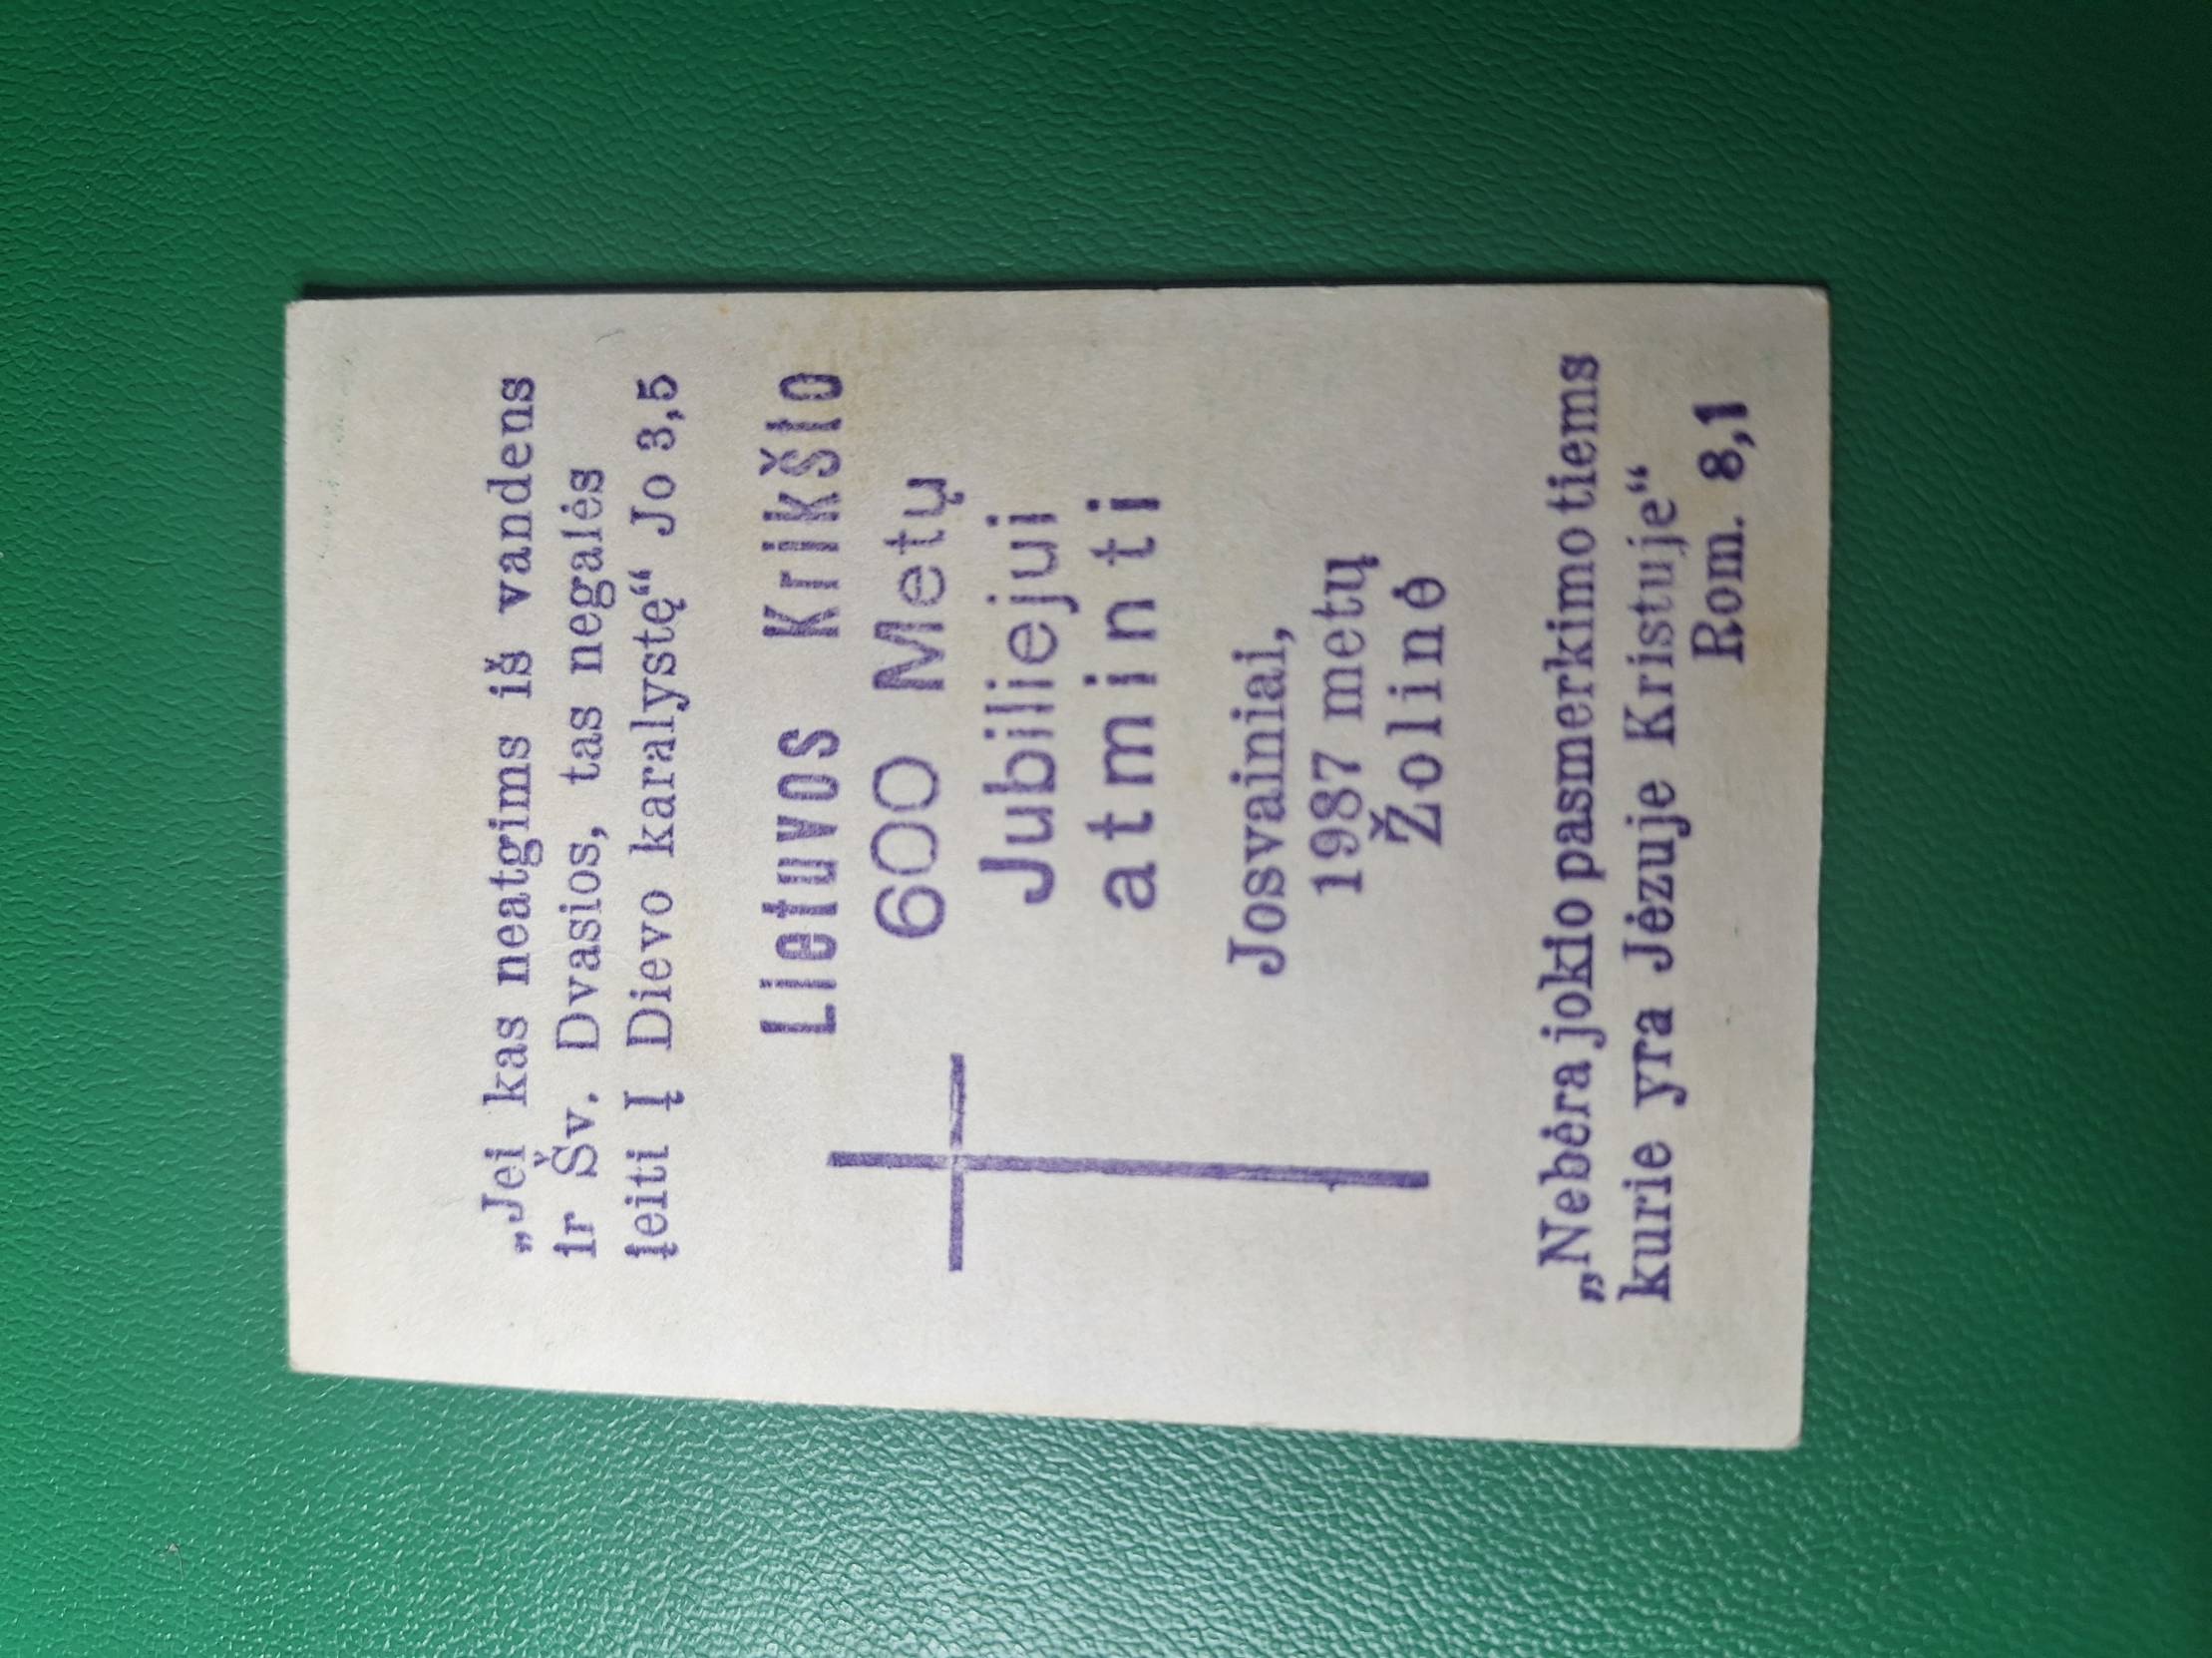 „Jei kas neatgims iš vandens
ir Šv. Dvasios, tas negalės
įeiti į Dievo karalystę“ Jo 3,5
Lietuvos Krikšto
600 Metų
Jubiliejui
atminti
Josvainiai,
1987 metų
Žolinė
„Nebėra jokio pasmerkimo tiems
kurie yra Jėzuje Kristuje“
Rom. 8,1